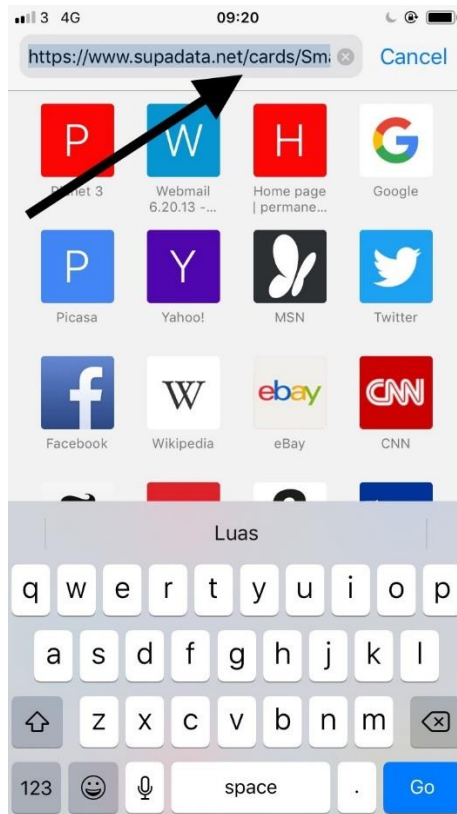 3 4G 09:20
https://www.supadata.net/cards/Sma Cancel
P W H G
Planet 3 Webmail Home page Google
6.20.13 -... | permane...
P Y
Picasa Yahoo! MSN Twitter
f W ebay CNN
Facebook Wikipedia eBay CNN
Luas
q w e r t y u i o p
a s d f g h j k l
z x c v b n m
123 space . Go